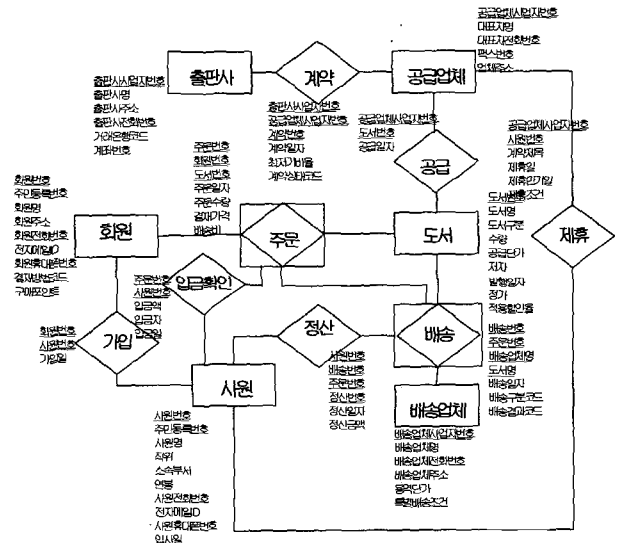 공급업체사업자번호
대표자명
대표자전화번호
팩스번호
업체주소
출판사
계약
공급업체
출판사사업자번호
출판사명
출판사주소
출판사전화번호
거래은행코드
계좌번호
출판사사업자번호
공급업체사업자번호
계약번호
계약일자
최저기비율
계약상태코드
공급업체사업자번호
도서번호
공급일자
공급
공급업체사업자번호
사원번호
계약제목
제휴일
제휴만기일
제휴조건
주문번호
회원번호
도서번호
주문일자
주문수량
결재가격
배송비
회원번호
주민등록번호
회원명
회원주소
회원전화번호
전자메일ID
회원휴대폰번호
결재방법코드
구매포인트
회원
주문
도서
제휴
도서번호
도서명
도서구분
수량
공급단가
저자
발행일자
정가
적용할인율
주문번호
사원번호
입금액
입금자
입금일
입금확인
회원번호
사원번호
가입일
가입
정산
배송
사원번호
배송번호
주문번호
정산번호
정산일자
정산금액
배송번호
주문번호
배송업체명
도서명
배송일자
배송구분코드
배송결과코드
사원
배송업체
사원번호
주민등록번호
사원명
직위
소속부서
연봉
사원전화번호
전자메일ID
사원휴대폰번호
입사일
배송업체사업자번호
배송업체명
배송업체전화번호
배송업체주소
용역단가
특별배송조건